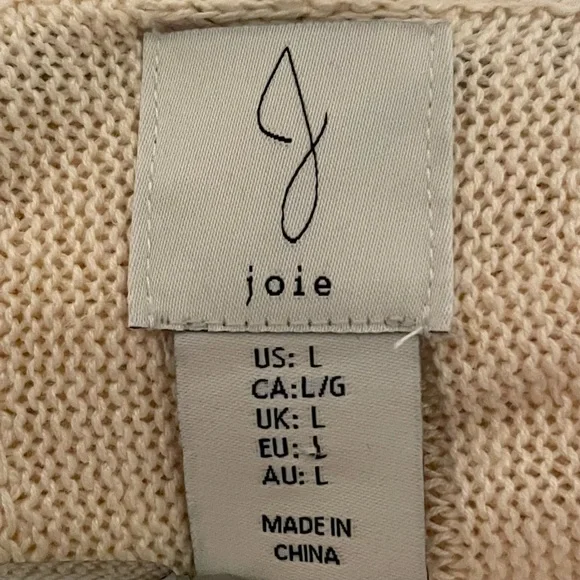 J
joie
US: L
CA:L/G
UK: L
EU: L
AU: L
MADE IN
CHINA